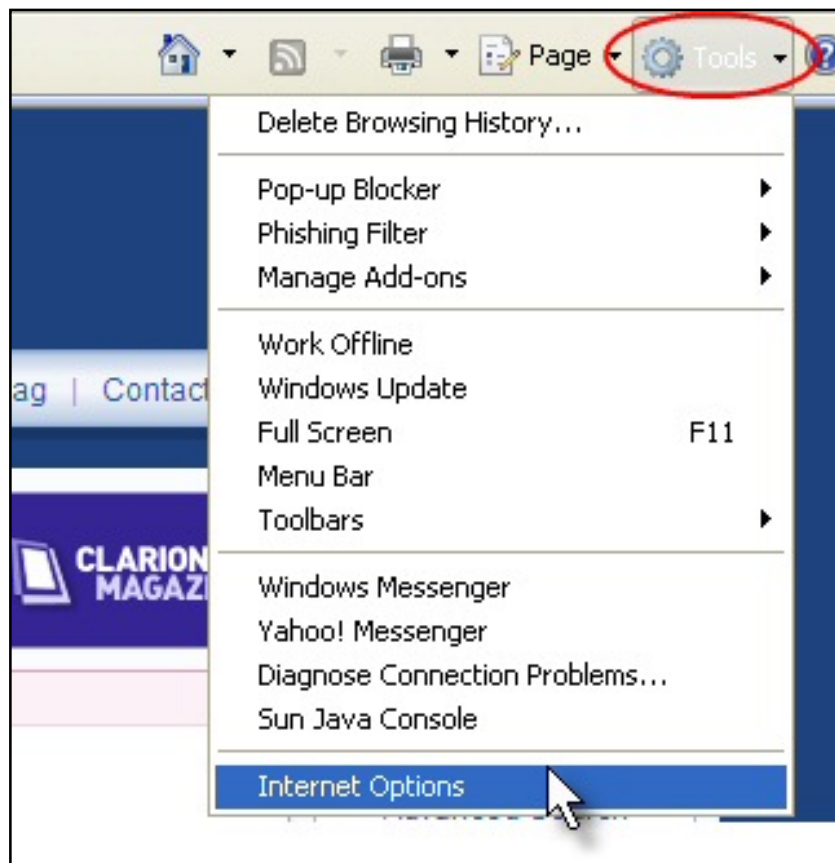 Page Tools
Delete Browsing History...
Pop-up Blocker
Phishing Filter
Manage Add-ons
Work Offline
ag | Contact
Windows Update
Full Screen F11
Menu Bar
Toolbars
CLARION
MAGAZI
Windows Messenger
Yahoo! Messenger
Diagnose Connection Problems...
Sun Java Console
Internet Options